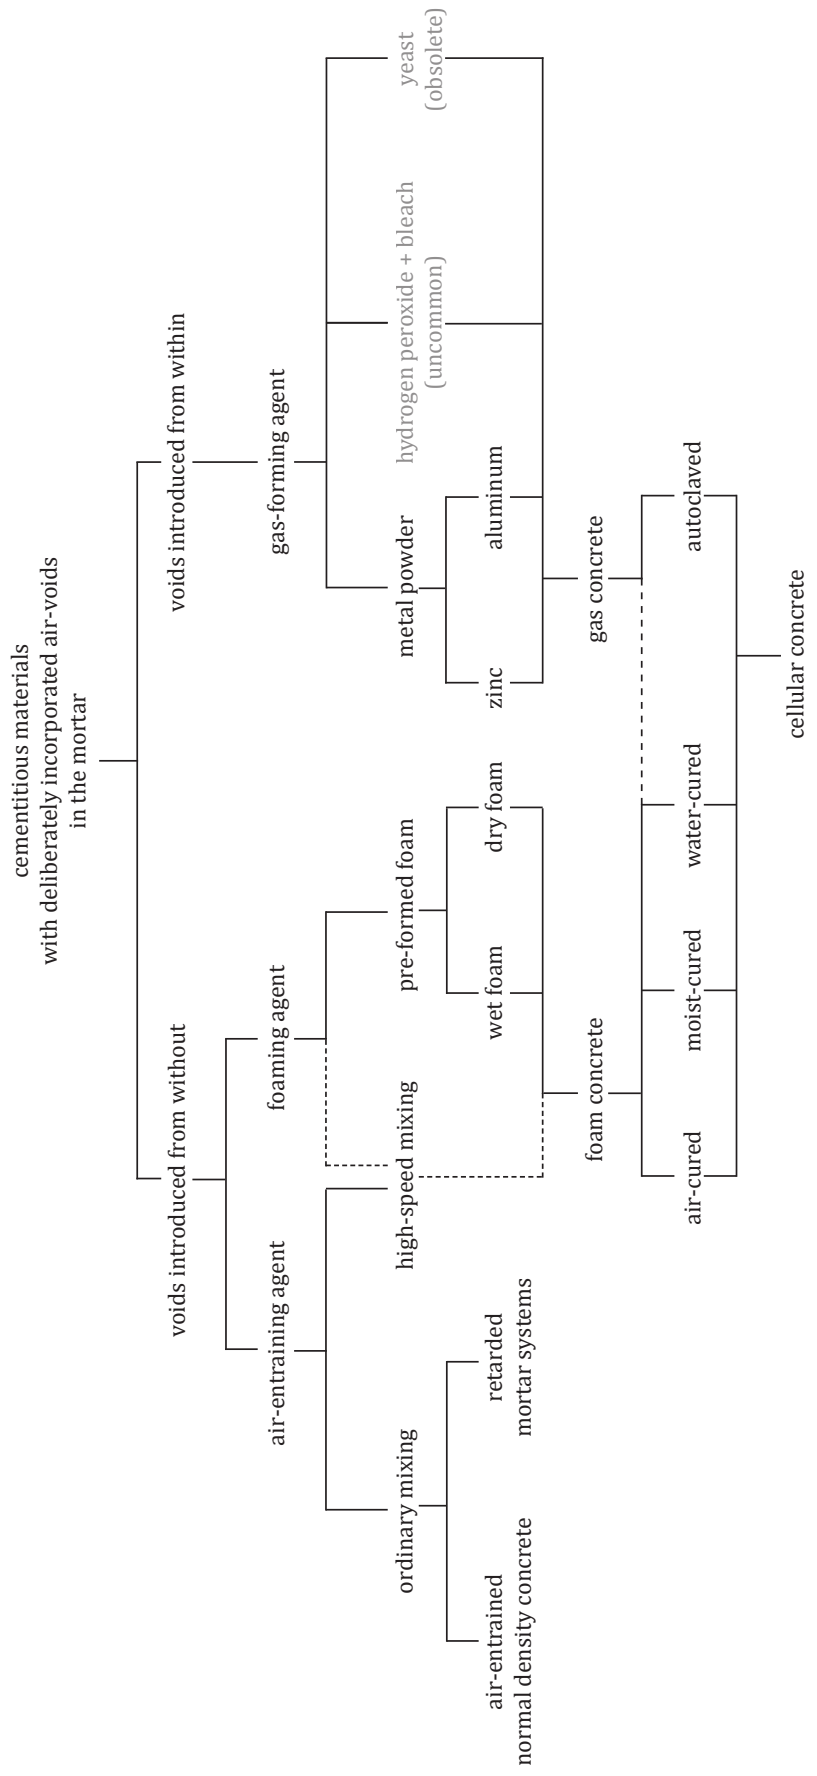 cementitious materials
with deliberately incorporated air-voids
in the mortar
voids introduced from without
voids introduced from within
air-entraining agent
foaming agent
gas-forming agent
ordinary mixing
high-speed mixing
pre-formed foam
metal powder
hydrogen peroxide + bleach
(uncommon)
yeast
(obsolete)
air-entrained
normal density concrete
retarded
mortar systems
wet foam
dry foam
zinc
aluminum
foam concrete
gas concrete
air-cured
moist-cured
water-cured
autoclaved
cellular concrete